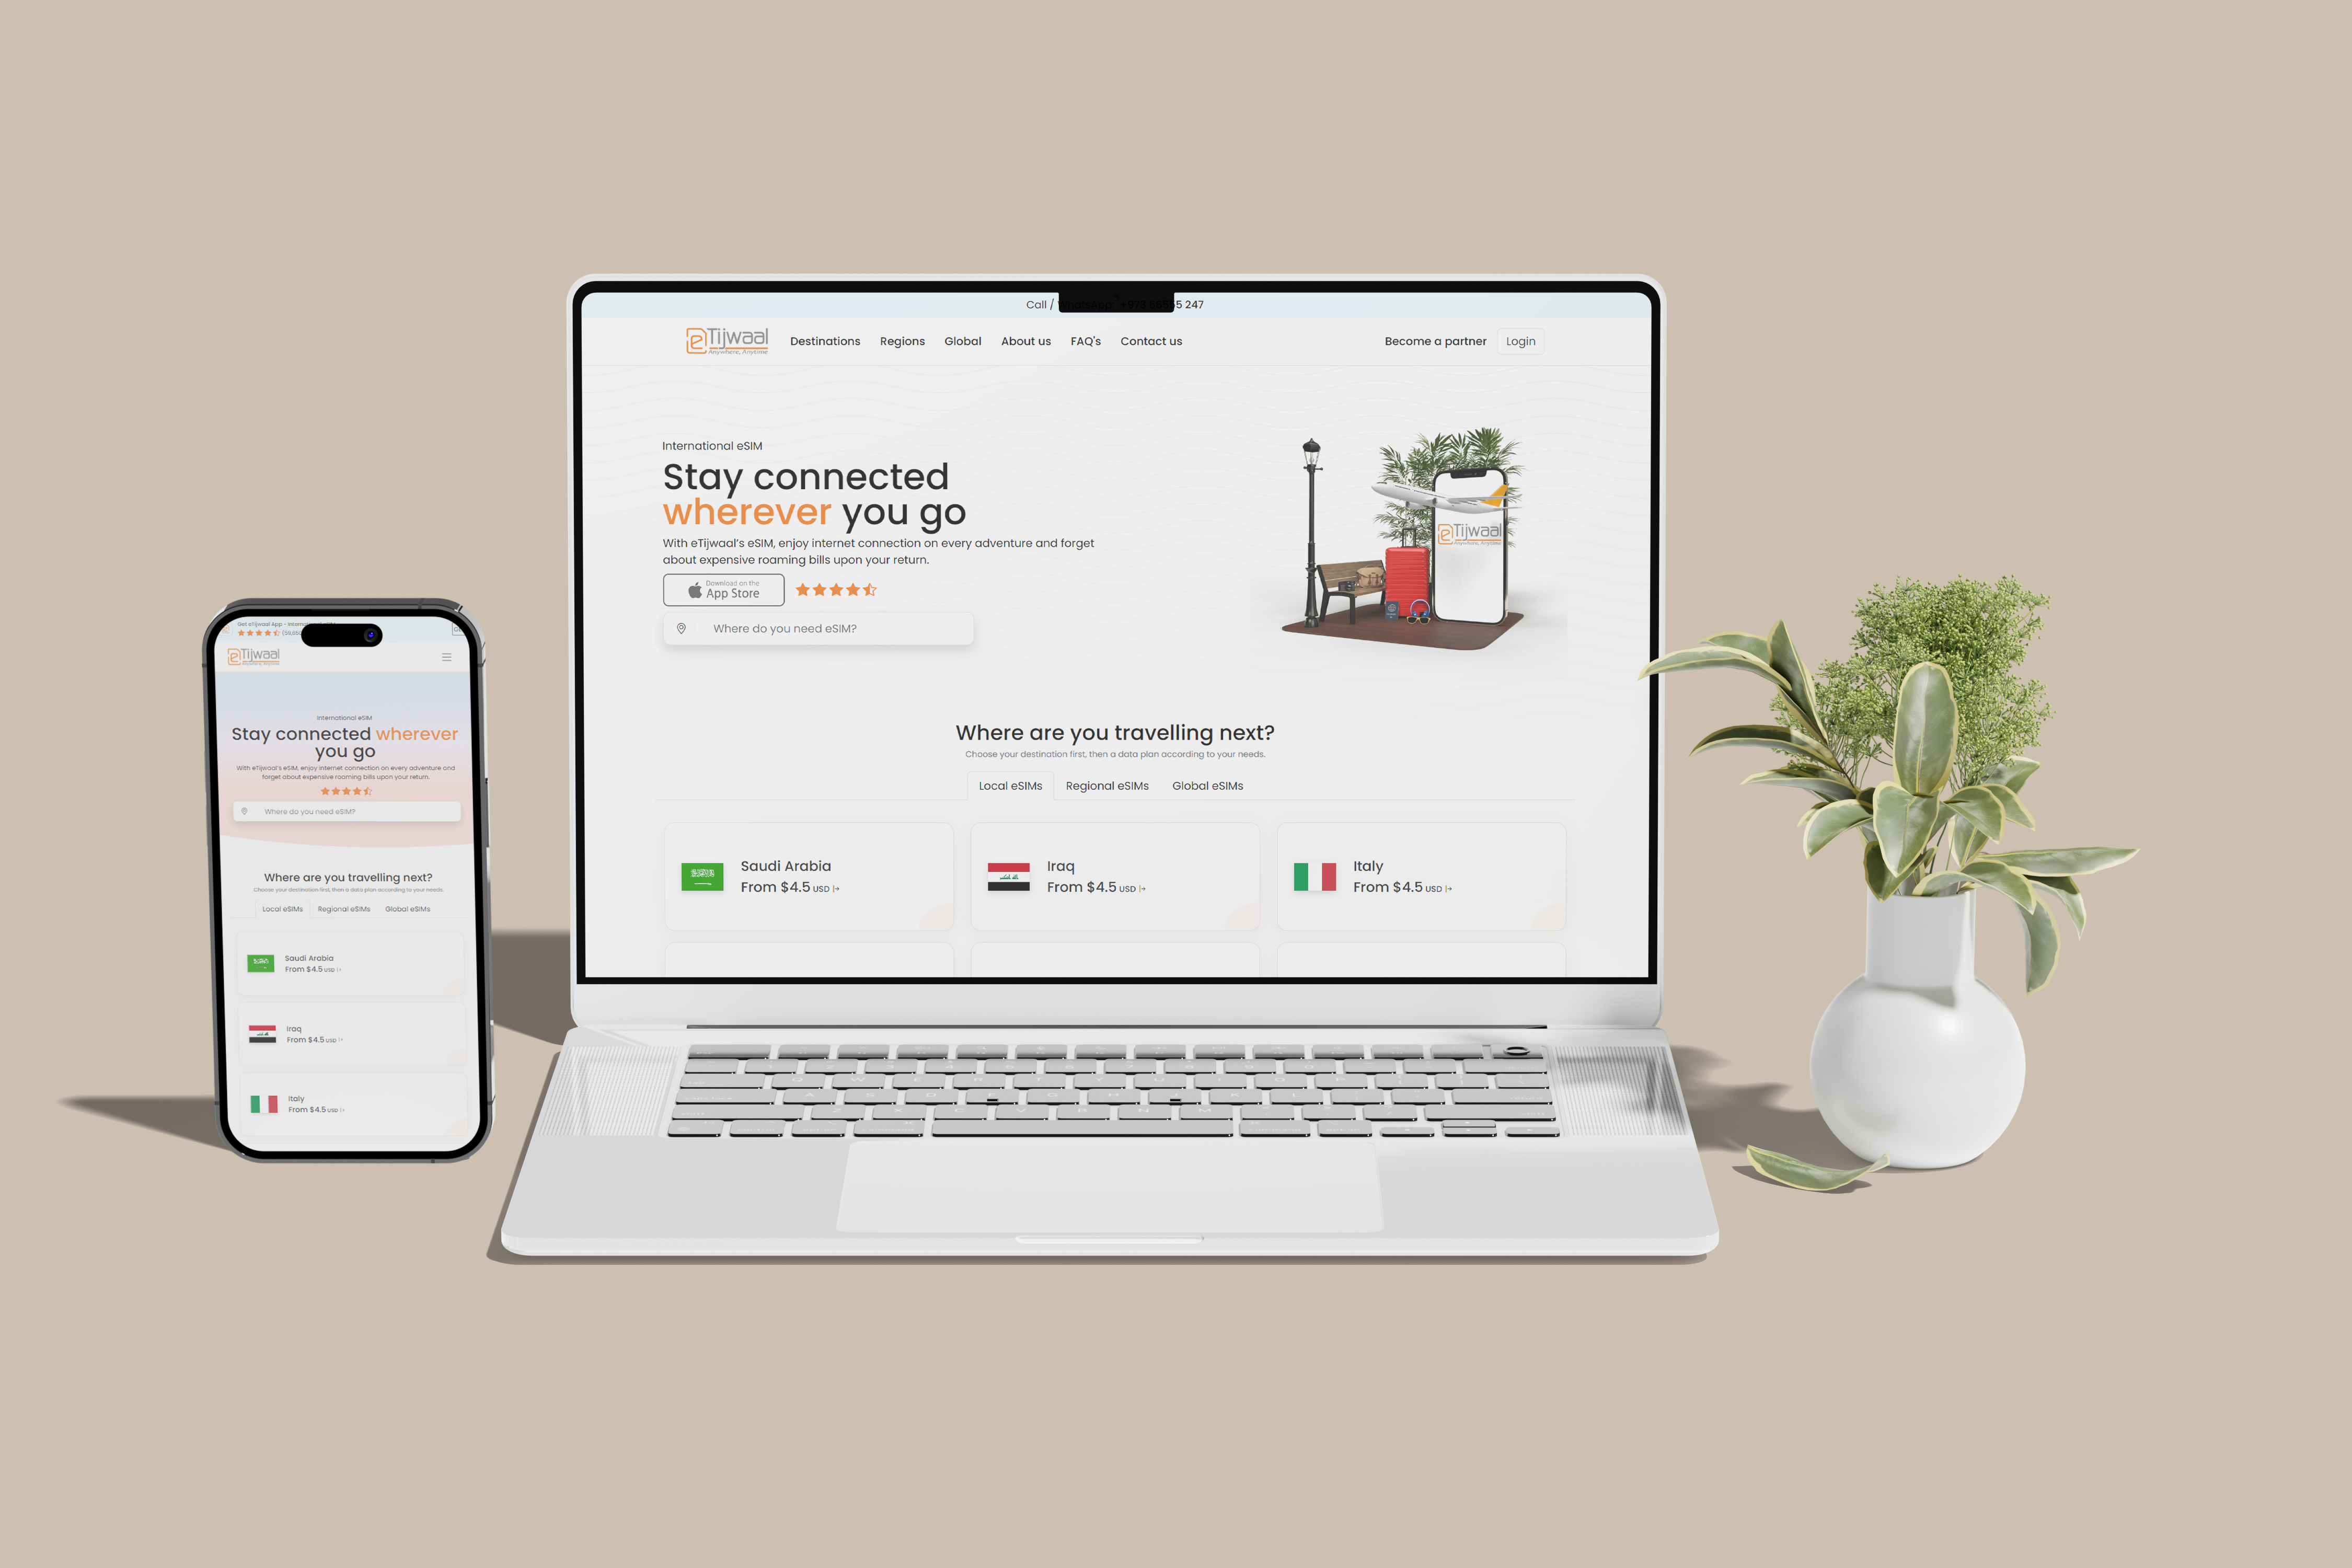 Call / WhatsApp: +973 66
5 247
eTijwaal
Anywhere, Anytime
Destinations Regions Global About us FAQ's Contact us
Become a partner Login
International eSIM
Stay connected
wherever you go
With eTijwaal's eSIM, enjoy internet connection on every adventure and forget
about expensive roaming bills upon your return.
Download on the
App Store
Where do you need eSIM?
eTijwaal
Anywhere, Anytime
Where are you travelling next?
Choose your destination first, then a data plan according to your needs.
Local eSIMs Regional eSIMs Global eSIMs
Saudi Arabia
From $4.5 USD
Iraq
From $4.5 USD
Italy
From $4.5 USD
Get eTijwaal App -
eTijwaal
Anywhere, Anytime
International eSIM
Stay connected wherever
you go
With eTijwaal's eSIM, enjoy internet connection on every adventure and
forget about expensive roaming bills upon your return.
Where do you need eSIM?
Where are you travelling next?
Choose your destination first, then a data plan according to your needs.
Local eSIMs Regional eSIMs Global eSIMs
Saudi Arabia
From $4.5 USD
Iraq
From $4.5 USD
Italy
From $4.5 USD